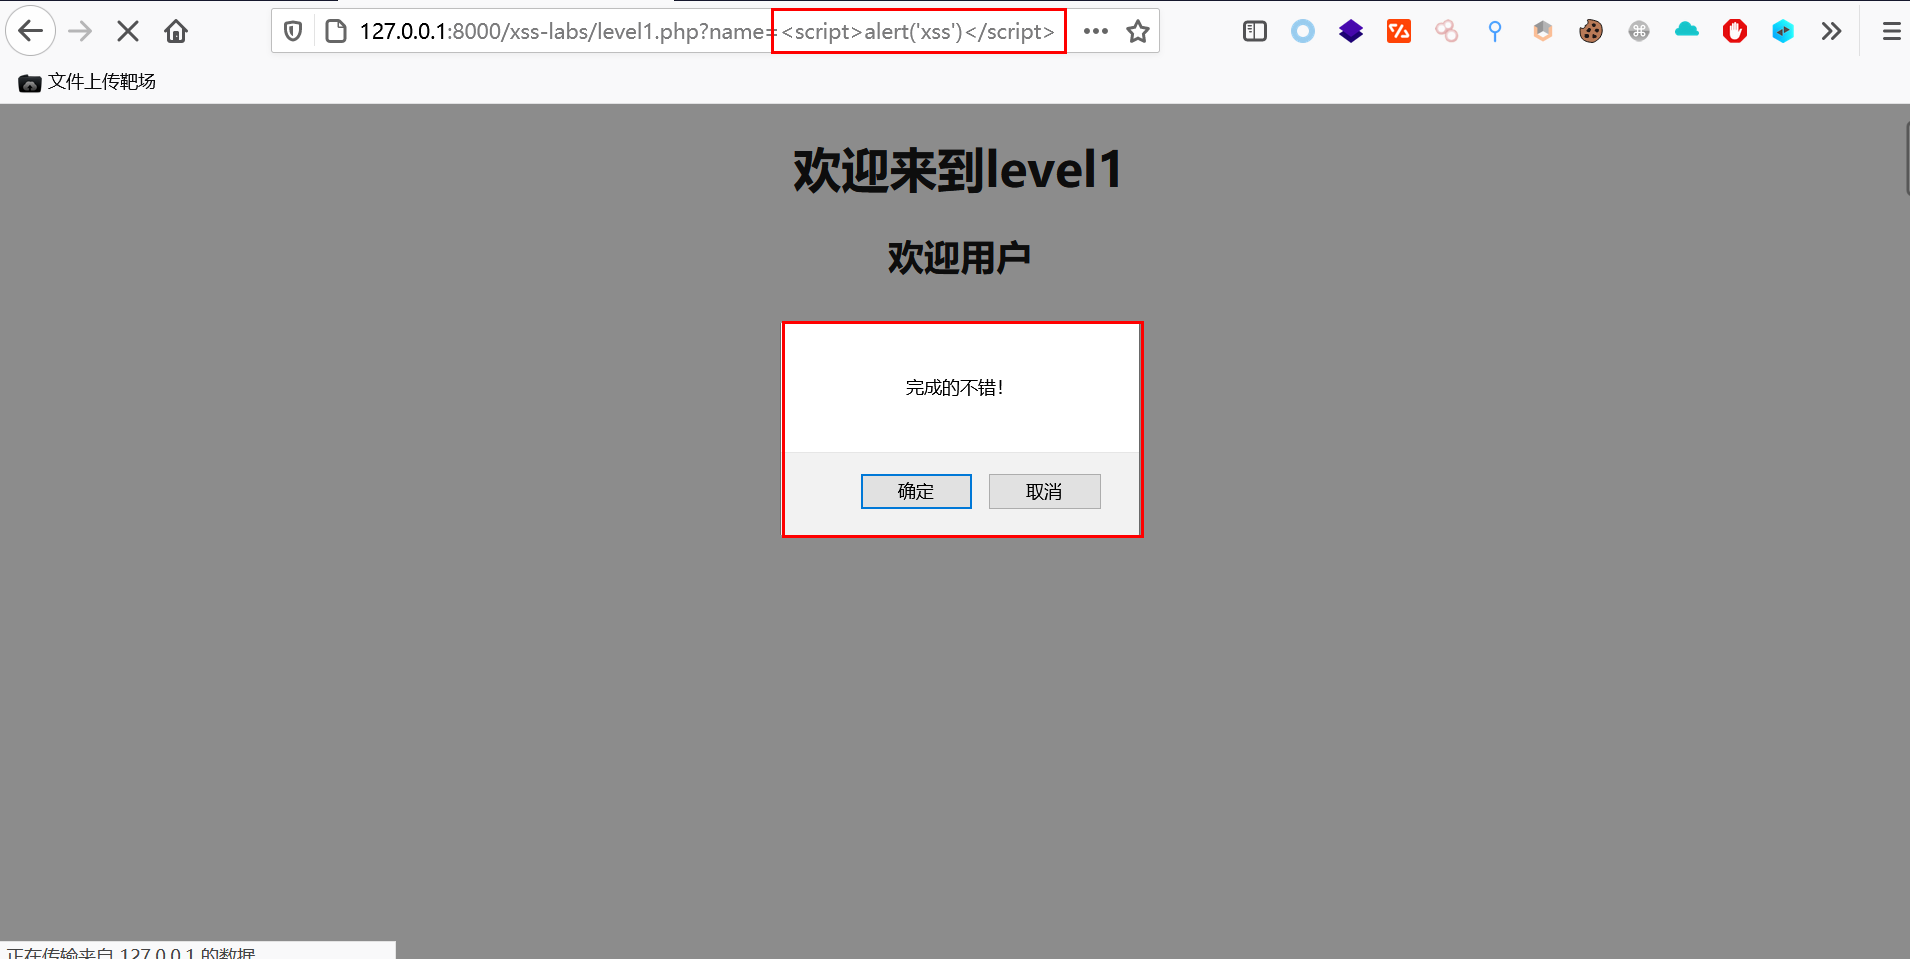 127.0.0.1:8000/xss-labs/level1.php?name=<script>alert('xss')</script>
文件上传靶场
欢迎来到level1
欢迎用户
完成的不错!
确定 取消
正在传输来自 127.0.0.1 的数据